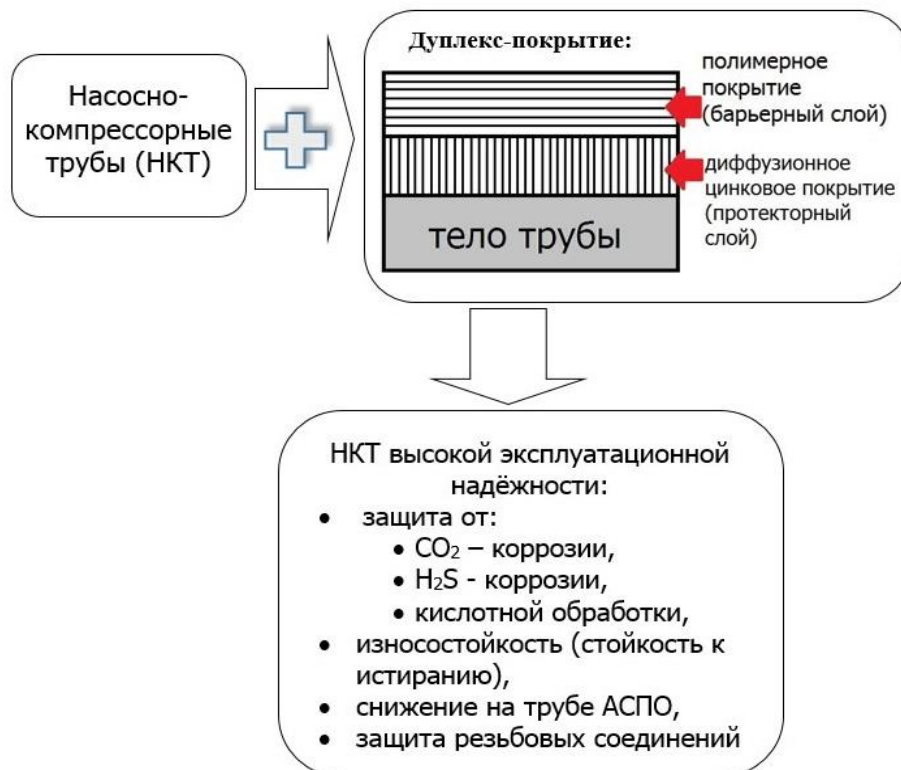 Насосно-
компрессорные
трубы (НКТ)
Дуплекс-покрытие:
полимерное
покрытие
(барьерный слой)
диффузионное
цинковое покрытие
(протекторный
слой)
тело трубы
НКТ высокой эксплуатационной
надёжности:
• защита от:
• CO₂ – коррозии,
• H₂S - коррозии,
• кислотной обработки,
• износостойкость (стойкость к
истиранию),
• снижение на трубе АСПО,
• защита резьбовых соединений